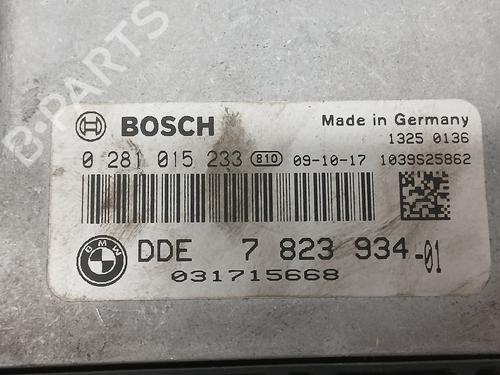 B-PARTS
BOSCH Made in Germany
1325 0136
0 281 015 233 810 09-10-17 1039S25862
BMW DDE 7 823 934-01
031715668